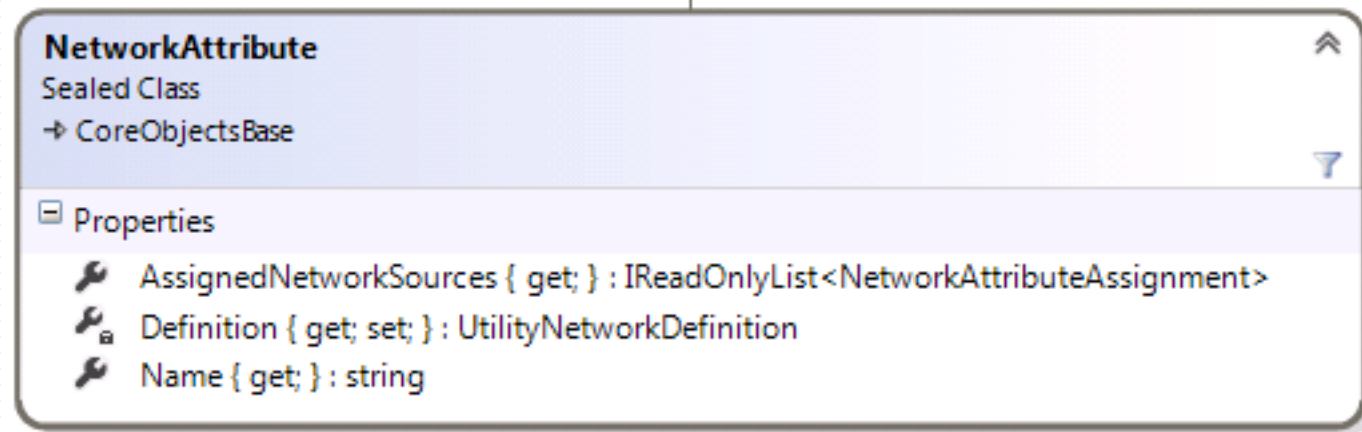 NetworkAttribute
Sealed Class
CoreObjectsBase
Properties
AssignedNetworkSources { get; } : IReadOnlyList<NetworkAttributeAssignment>
Definition { get; set; } : UtilityNetworkDefinition
Name { get; } : string